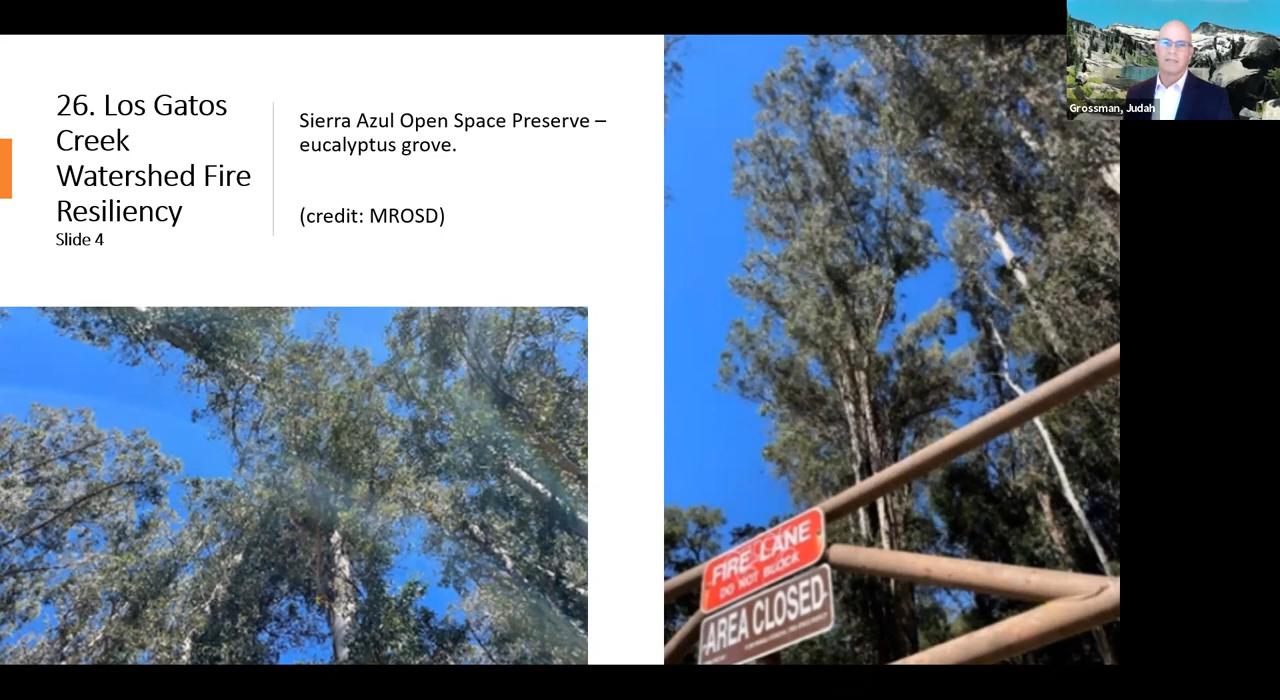 26. Los Gatos
Creek
Watershed Fire
Resiliency
Slide 4
Sierra Azul Open Space Preserve –
eucalyptus grove.
(credit: MROSD)
Grossman, Judah
FIRE LANE
DO NOT BLOCK
AREA CLOSED